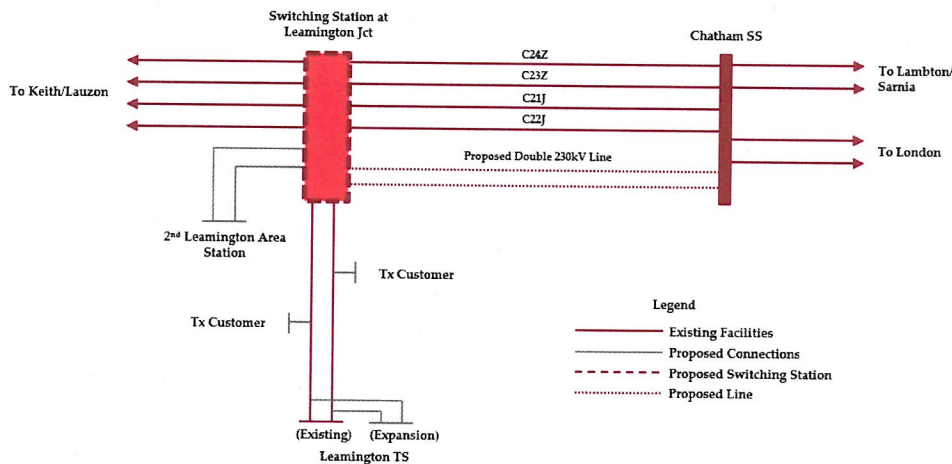 Switching Station at
Leamington Jct
Chatham SS
C24Z
To Lambton/
Sarnia
C23Z
To Keith/Lauzon
C21J
C22J
To London
Proposed Double 230kV Line
2nd Leamington Area
Station
Tx Customer
Tx Customer
Legend
Existing Facilities
Proposed Connections
Proposed Switching Station
Proposed Line
(Existing)
(Expansion)
Leamington TS